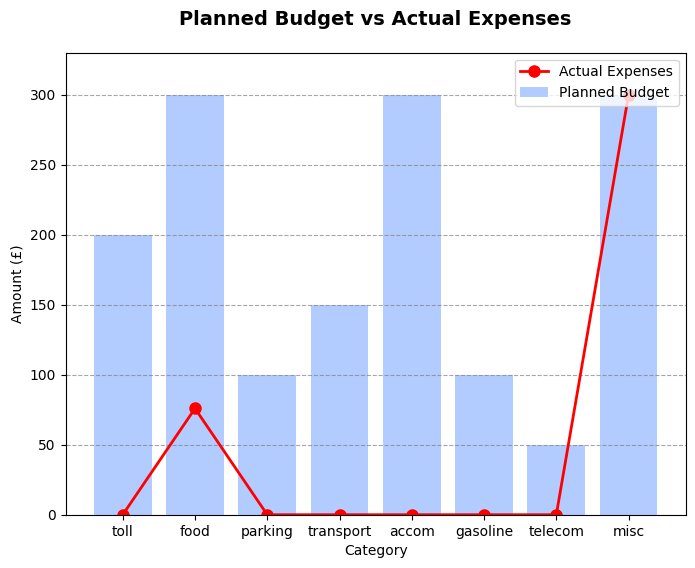 Planned Budget vs Actual Expenses
Actual Expenses
Planned Budget
300
250
200
150
100
50
0
Amount (£)
toll food parking transport accom gasoline telecom misc
Category